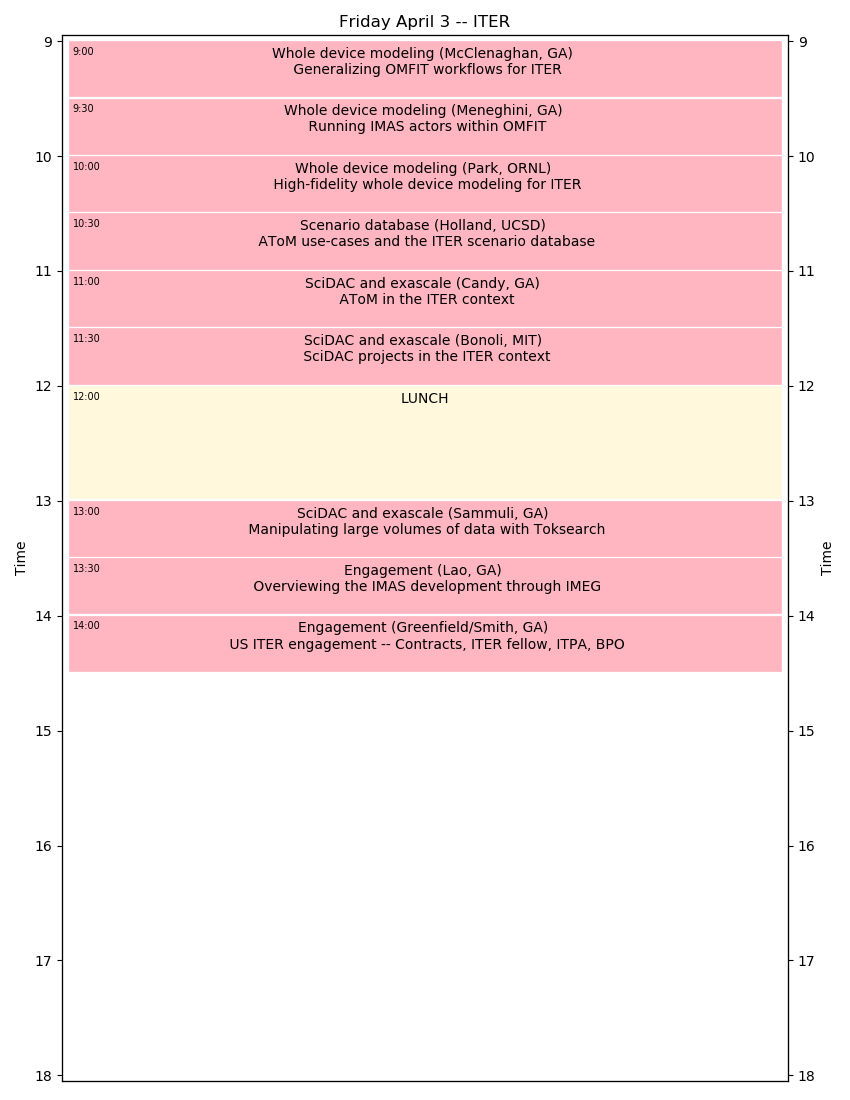 Friday April 3 -- ITER
9 9
9:00 Whole device modeling (McClenaghan, GA)
Generalizing OMFIT workflows for ITER
9:30 Whole device modeling (Meneghini, GA)
Running IMAS actors within OMFIT
10 10
10:00 Whole device modeling (Park, ORNL)
High-fidelity whole device modeling for ITER
10:30 Scenario database (Holland, UCSD)
AToM use-cases and the ITER scenario database
11 11
11:00 SciDAC and exascale (Candy, GA)
AToM in the ITER context
11:30 SciDAC and exascale (Bonoli, MIT)
SciDAC projects in the ITER context
12 12
12:00 LUNCH
13 13
13:00 SciDAC and exascale (Sammuli, GA)
Manipulating large volumes of data with Toksearch
Time Time
13:30 Engagement (Lao, GA)
Overviewing the IMAS development through IMEG
14 14
14:00 Engagement (Greenfield/Smith, GA)
US ITER engagement -- Contracts, ITER fellow, ITPA, BPO
15 15
16 16
17 17
18 18